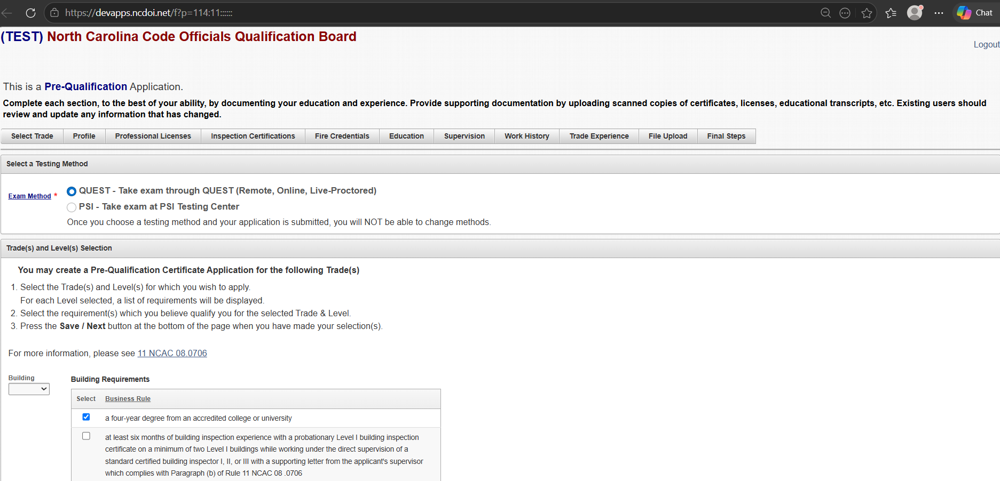 https://devapps.ncdoi.net/f?p=114:11::::::
Chat
(TEST) North Carolina Code Officials Qualification Board
Logout
This is a Pre-Qualification Application.
Complete each section, to the best of your ability, by documenting your education and experience. Provide supporting documentation by uploading scanned copies of certificates, licenses, educational transcripts, etc. Existing users should
review and update any information that has changed.
Select Trade Profile Professional Licenses Inspection Certifications Fire Credentials Education Supervision Work History Trade Experience File Upload Final Steps
Select a Testing Method
Exam Method *
QUEST - Take exam through QUEST (Remote, Online, Live-Proctored)
PSI - Take exam at PSI Testing Center
Once you choose a testing method and your application is submitted, you will NOT be able to change methods.
Trade(s) and Level(s) Selection
You may create a Pre-Qualification Certificate Application for the following Trade(s)
1. Select the Trade(s) and Level(s) for which you wish to apply.
For each Level selected, a list of requirements will be displayed.
2. Select the requirement(s) which you believe qualify you for the selected Trade & Level.
3. Press the Save / Next button at the bottom of the page when you have made your selection(s).
For more information, please see 11 NCAC 08.0706
Building
Building Requirements
Select Business Rule
a four-year degree from an accredited college or university
at least six months of building inspection experience with a probationary Level I building inspection
certificate on a minimum of two Level I buildings while working under the direct supervision of a
standard certified building inspector I, II, or III with a supporting letter from the applicant's supervisor
which complies with Paragraph (b) of Rule 11 NCAC 08 .0706